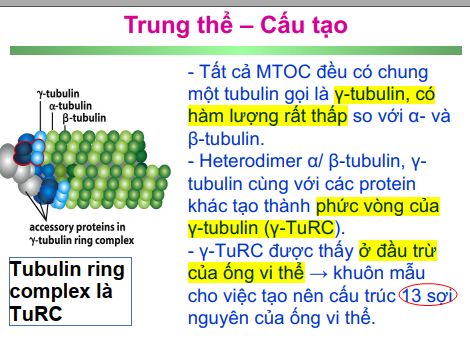 Trung thể – Cấu tạo
γ-tubulin
α-tubulin
β-tubulin
accessory proteins in
γ-tubulin ring complex
Tubulin ring
complex là
TuRC
- Tất cả MTOC đều có chung
một tubulin gọi là γ-tubulin, có
hàm lượng rất thấp so với α- và
β-tubulin.
- Heterodimer α/ β-tubulin, γ-
tubulin cùng với các protein
khác tạo thành phức vòng của
γ-tubulin (γ-TuRC).
- γ-TuRC được thấy ở đầu trừ
của ống vi thể → khuôn mẫu
cho việc tạo nên cấu trúc 13 sợi
nguyên của ống vi thể.